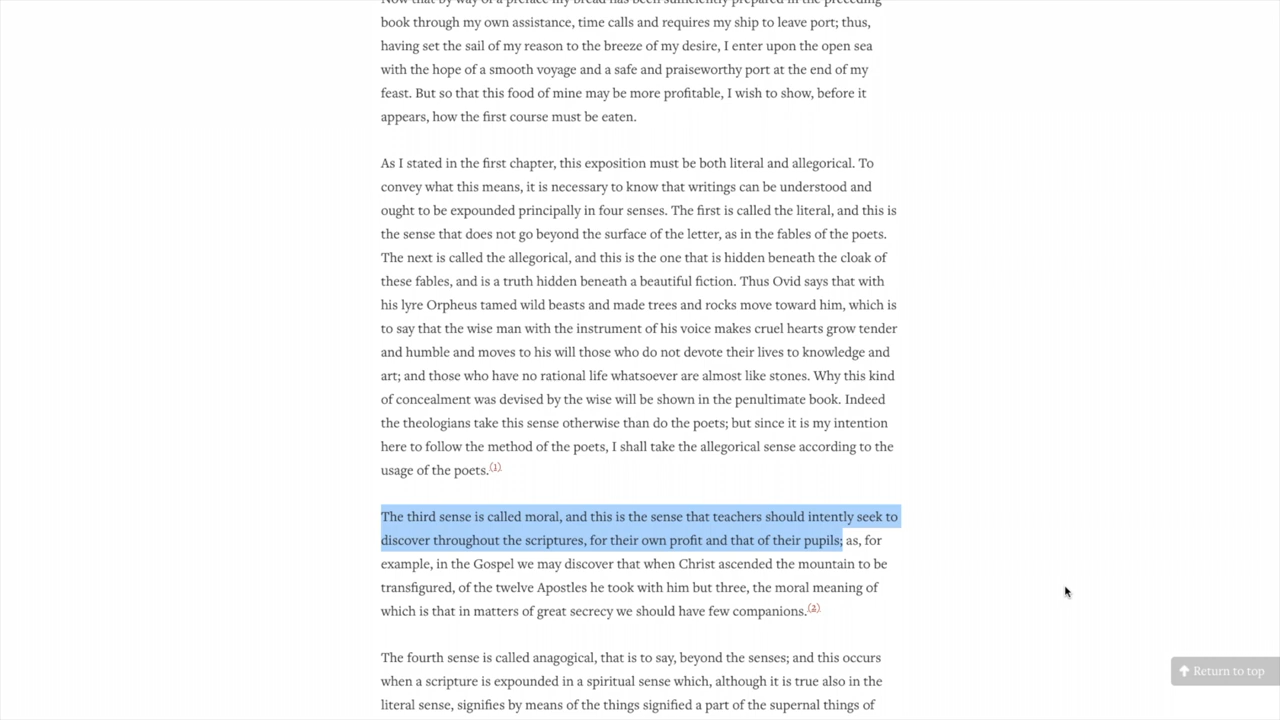 Now that by way of a preface my bread has been sufficiently prepared in the preceding
book through my own assistance, time calls and requires my ship to leave port; thus,
having set the sail of my reason to the breeze of my desire, I enter upon the open sea
with the hope of a smooth voyage and a safe and praiseworthy port at the end of my
feast. But so that this food of mine may be more profitable, I wish to show, before it
appears, how the first course must be eaten.
As I stated in the first chapter, this exposition must be both literal and allegorical. To
convey what this means, it is necessary to know that writings can be understood and
ought to be expounded principally in four senses. The first is called the literal, and this is
the sense that does not go beyond the surface of the letter, as in the fables of the poets.
The next is called the allegorical, and this is the one that is hidden beneath the cloak of
these fables, and is a truth hidden beneath a beautiful fiction. Thus Ovid says that with
his lyre Orpheus tamed wild beasts and made trees and rocks move toward him, which is
to say that the wise man with the instrument of his voice makes cruel hearts grow tender
and humble and moves to his will those who do not devote their lives to knowledge and
art; and those who have no rational life whatsoever are almost like stones. Why this kind
of concealment was devised by the wise will be shown in the penultimate book. Indeed
the theologians take this sense otherwise than do the poets; but since it is my intention
here to follow the method of the poets, I shall take the allegorical sense according to the
usage of the poets.(1)
The third sense is called moral, and this is the sense that teachers should intently seek to
discover throughout the scriptures, for their own profit and that of their pupils; as, for
example, in the Gospel we may discover that when Christ ascended the mountain to be
transfigured, of the twelve Apostles he took with him but three, the moral meaning of
which is that in matters of great secrecy we should have few companions.(2)
The fourth sense is called anagogical, that is to say, beyond the senses; and this occurs
when a scripture is expounded in a spiritual sense which, although it is true also in the
literal sense, signifies by means of the things signified a part of the supernal things of
Return to top